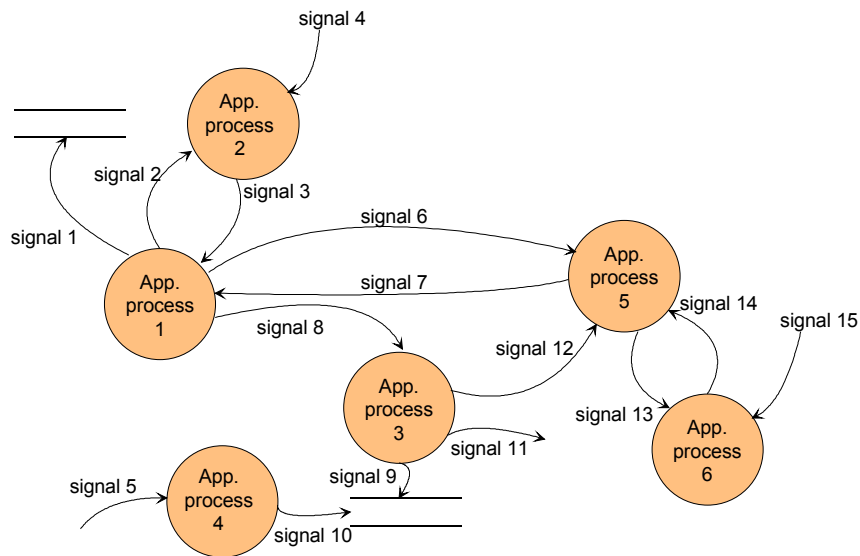 signal 4
App.
process
2
signal 2
signal 3
signal 1
signal 6
App.
process
1
signal 7
App.
process
5
signal 8
signal 14
signal 15
signal 12
App.
process
3
signal 13
signal 11
App.
process
6
signal 9
signal 5
App.
process
4
signal 10